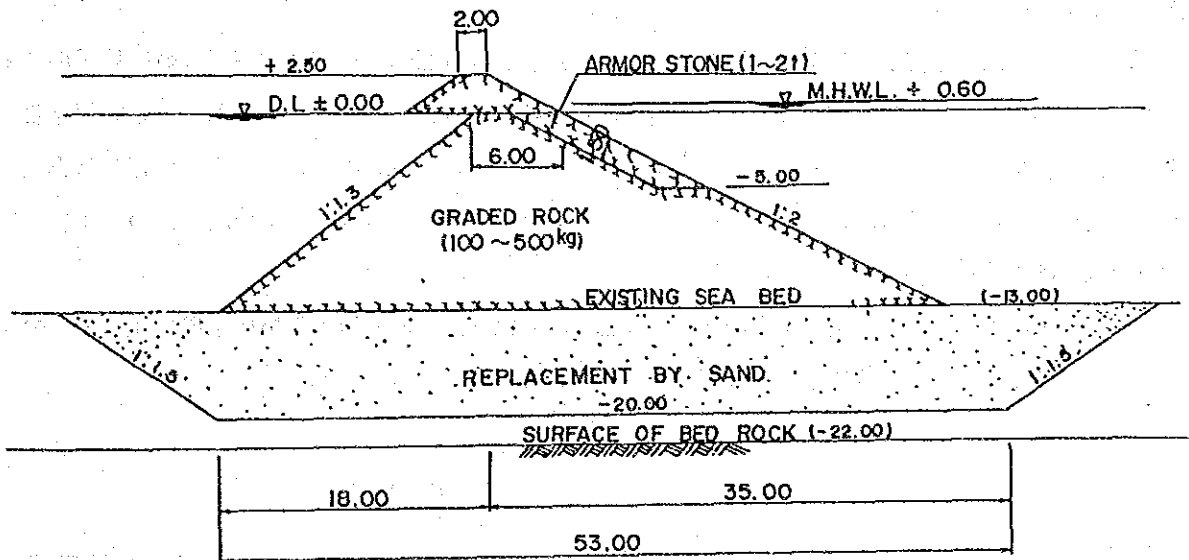 2.00
+ 2.50
ARMOR STONE (1~2t)
D.L. ± 0.00
M.H.W.L. + 0.60
6.00
-5.00
1:1.3
1:2
GRADED ROCK
(100~500kg)
EXISTING SEA BED (-13.00)
1:1.5
1:1.5
REPLACEMENT BY SAND.
-20.00
SURFACE OF BED ROCK (-22.00)
18.00
35.00
53.00